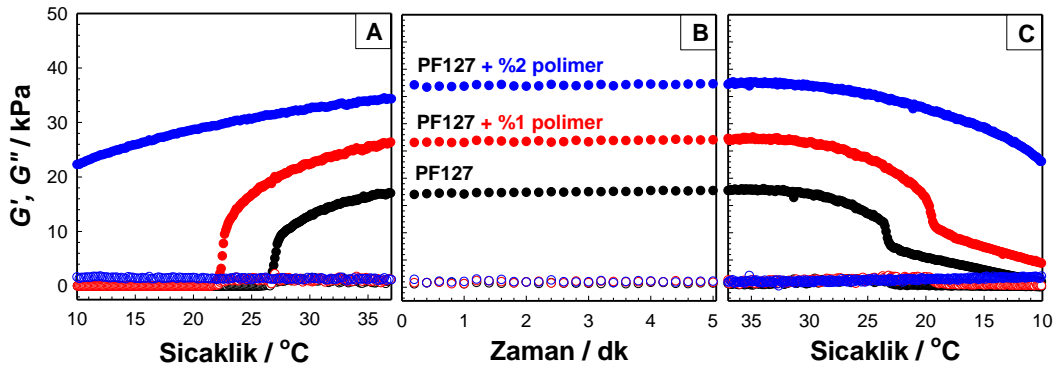 G′, G″ / kPa
50
40
30
20
10
0
A
10 15 20 25 30 35
Sicaklik / °C
B
PF127 + %2 polimer
PF127 + %1 polimer
PF127
0 1 2 3 4 5
Zaman / dk
C
35 30 25 20 15 10
Sicaklik / °C